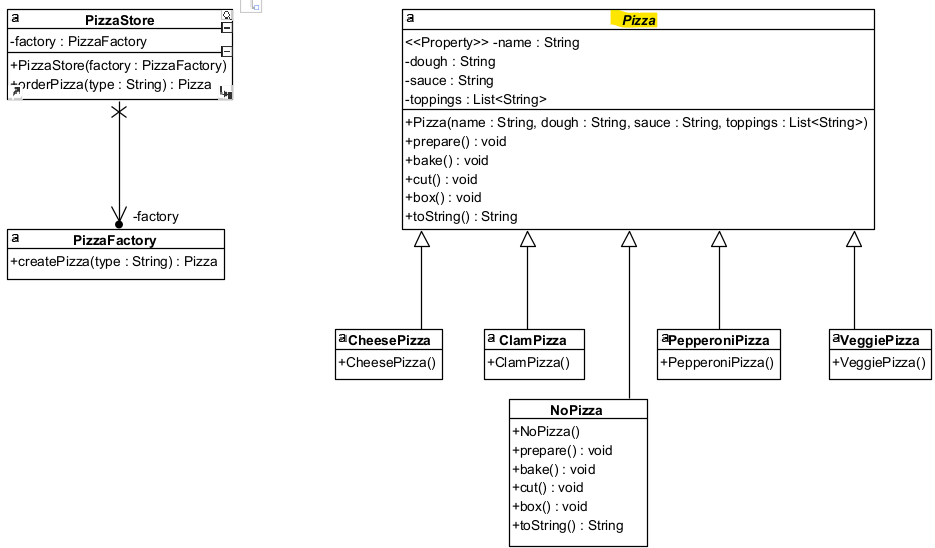 a
PizzaStore
-factory : PizzaFactory
+PizzaStore(factory : PizzaFactory)
+orderPizza(type : String) : Pizza
-factory
a
PizzaFactory
+createPizza(type : String) : Pizza
a
Pizza
<<Property>> -name : String
-dough : String
-sauce : String
-toppings : List<String>
+Pizza(name : String, dough : String, sauce : String, toppings : List<String>)
+prepare() : void
+bake() : void
+cut() : void
+box() : void
+toString() : String
a CheesePizza
+CheesePizza()
a ClamPizza
+ClamPizza()
a PepperoniPizza
+PepperoniPizza()
a VeggiePizza
+VeggiePizza()
NoPizza
+NoPizza()
+prepare() : void
+bake() : void
+cut() : void
+box() : void
+toString() : String